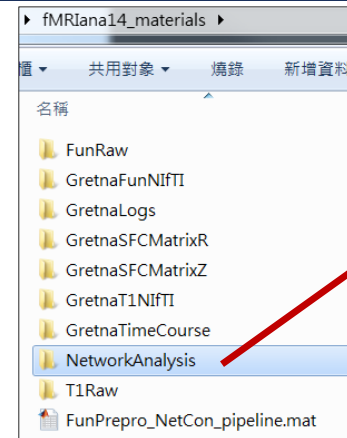 fMRIana14_materials
櫃 共用對象 燒錄 新增資料
名稱
FunRaw
GretnaFunNIfTI
GretnaLogs
GretnaSFCMatrixR
GretnaSFCMatrixZ
GretnaT1NIfTI
GretnaTimeCourse
NetworkAnalysis
T1Raw
FunPrepro_NetCon_pipeline.mat